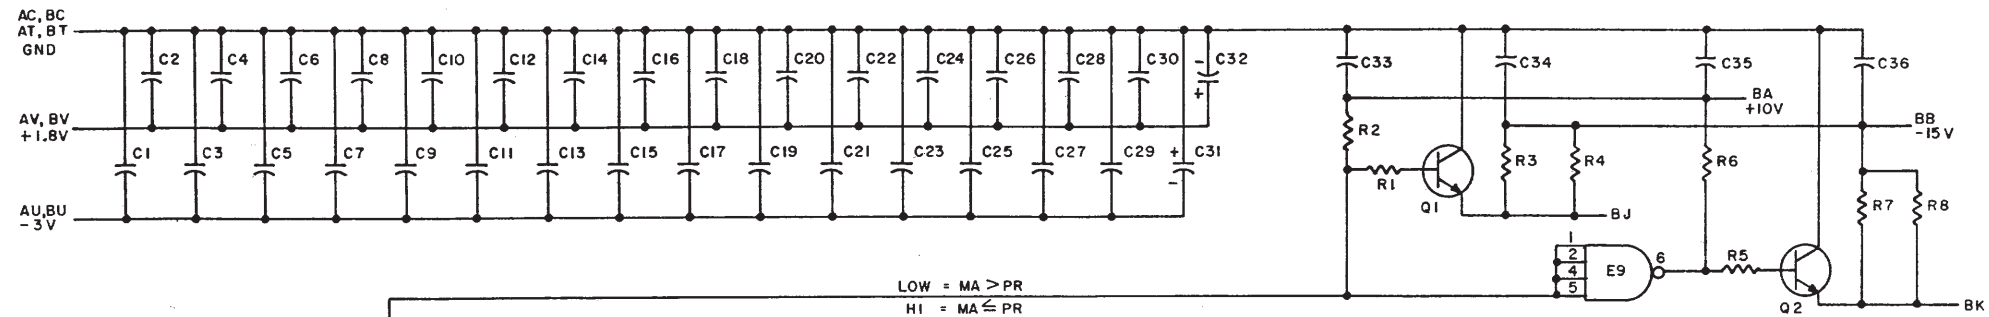 AC, BC
AT, BT
GND
C2 C4 C6 C8 C10 C12 C14 C16 C18 C20 C22 C24 C26 C28 C30 - C32 C33 C34 C35 C36
+
BA
+10V
AV, BV
+1.8V
BB
-15V
C1 C3 C5 C7 C9 C11 C13 C15 C17 C19 C21 C23 C25 C27 C29 + C31 R2 R3 R4 R6
-
R1
Q1
AU,BU
-3V
BJ
R7 R8
1
2
4
5
E9
6
R5
Q2
BK
LOW = MA > PR
HI = MA ≤ PR